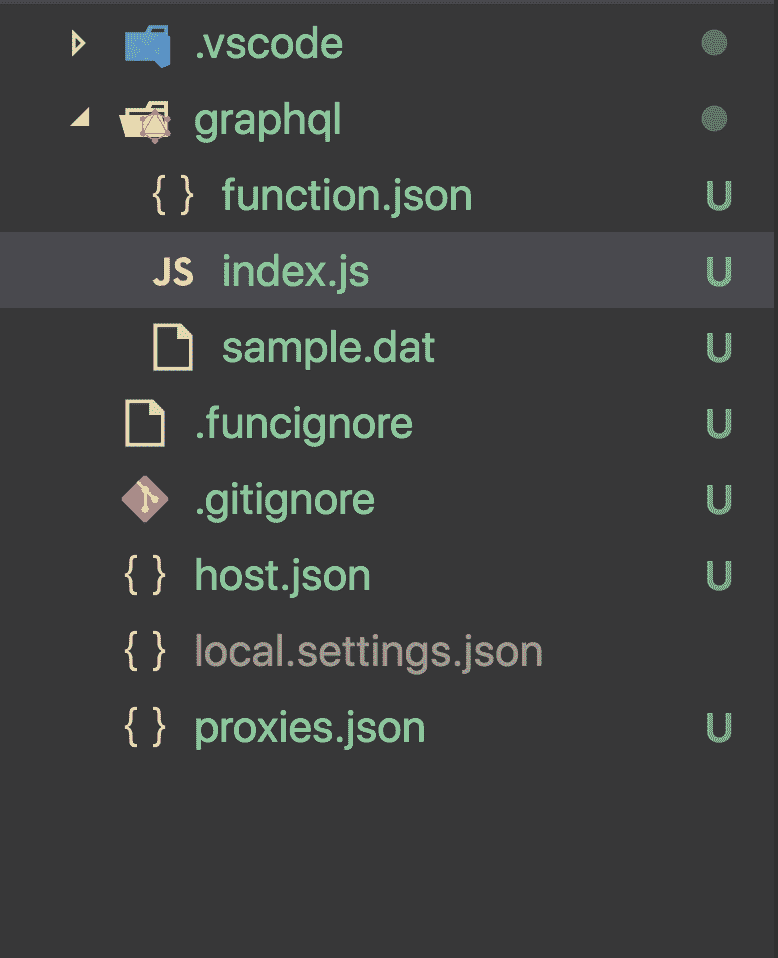 .vscode
graphql
{ } function.json U
JS index.js U
sample.dat U
.funcignore U
.gitignore U
{ } host.json U
{ } local.settings.json
{ } proxies.json U